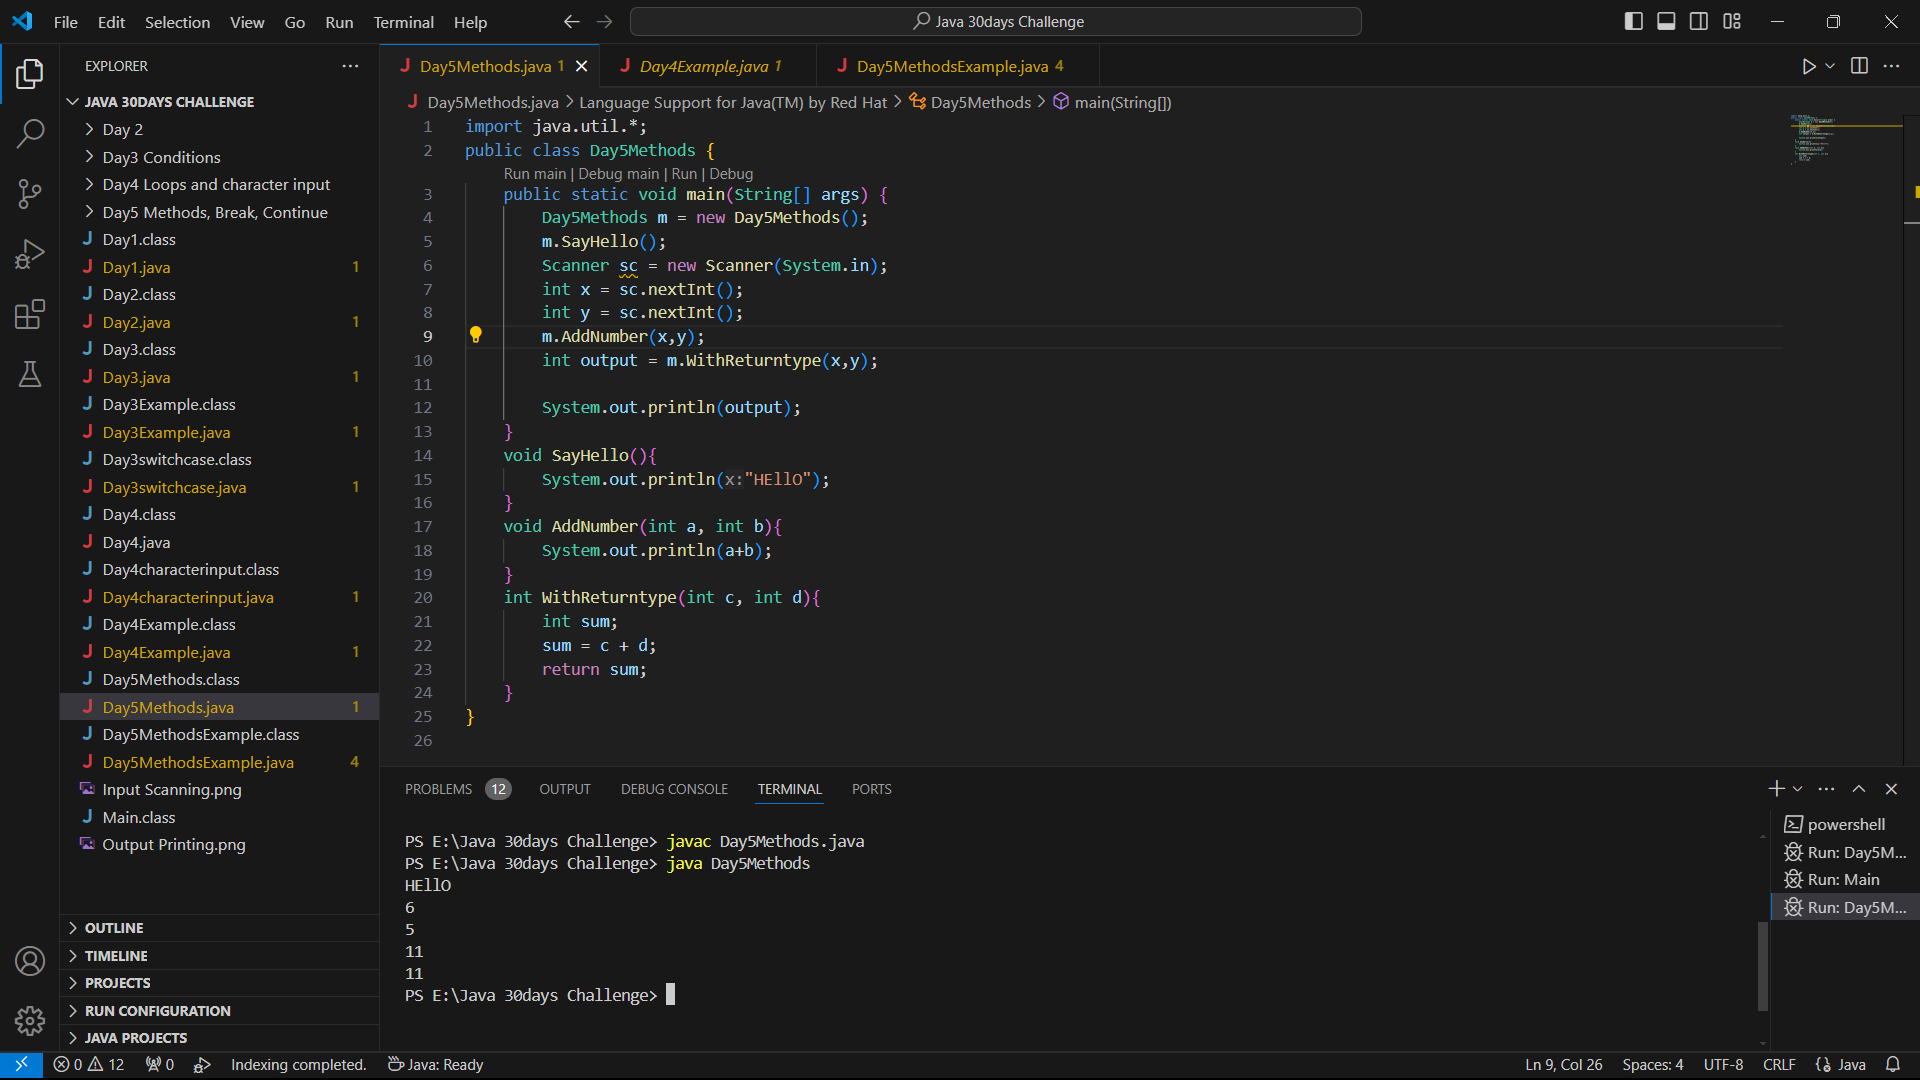 File Edit Selection View Go Run Terminal Help
Java 30days Challenge
EXPLORER
JAVA 30DAYS CHALLENGE
Day 2
Day3 Conditions
Day4 Loops and character input
Day5 Methods, Break, Continue
Day1.class
Day1.java 1
Day2.class
Day2.java 1
Day3.class
Day3.java 1
Day3Example.class
Day3Example.java 1
Day3switchcase.class
Day3switchcase.java 1
Day4.class
Day4.java
Day4characterinput.class
Day4characterinput.java 1
Day4Example.class
Day4Example.java 1
Day5Methods.class
Day5Methods.java 1
Day5MethodsExample.class
Day5MethodsExample.java 4
Input Scanning.png
Main.class
Output Printing.png
OUTLINE
TIMELINE
PROJECTS
RUN CONFIGURATION
JAVA PROJECTS
Day5Methods.java 1 Day4Example.java 1 Day5MethodsExample.java 4
Day5Methods.java > Language Support for Java(TM) by Red Hat > Day5Methods > main(String[])
1 import java.util.*;
2 public class Day5Methods {
Run main | Debug main | Run | Debug
3 public static void main(String[] args) {
4 Day5Methods m = new Day5Methods();
5 m.SayHello();
6 Scanner sc = new Scanner(System.in);
7 int x = sc.nextInt();
8 int y = sc.nextInt();
9 m.AddNumber(x,y);
10 int output = m.WithReturntype(x,y);
11
12 System.out.println(output);
13 }
14 void SayHello(){
15 System.out.println(x:"HEllO");
16 }
17 void AddNumber(int a, int b){
18 System.out.println(a+b);
19 }
20 int WithReturntype(int c, int d){
21 int sum;
22 sum = c + d;
23 return sum;
24 }
25 }
26
PROBLEMS 12 OUTPUT DEBUG CONSOLE TERMINAL PORTS
PS E:\Java 30days Challenge> javac Day5Methods.java
PS E:\Java 30days Challenge> java Day5Methods
HEllO
6
5
11
11
PS E:\Java 30days Challenge>
powershell
Run: Day5M...
Run: Main
Run: Day5M...
0 12 0 Indexing completed. Java: Ready
Ln 9, Col 26 Spaces: 4 UTF-8 CRLF Java